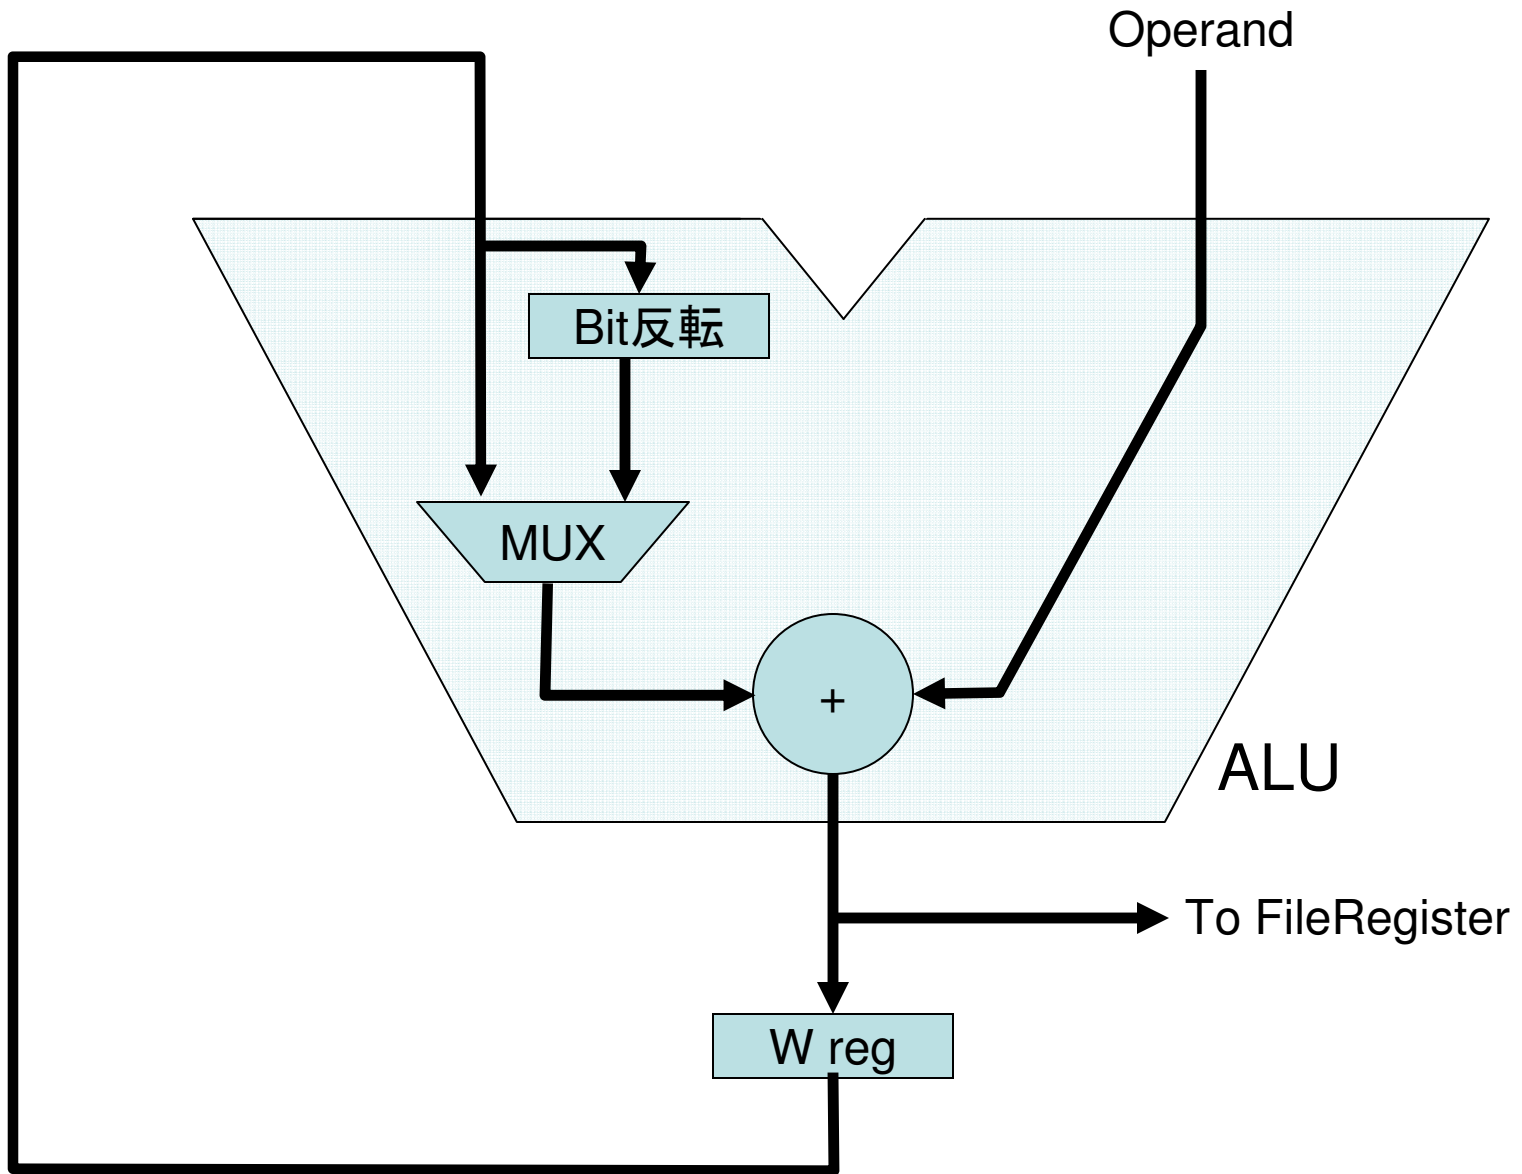 Operand
Bit反転
MUX
+
ALU
To FileRegister
W reg